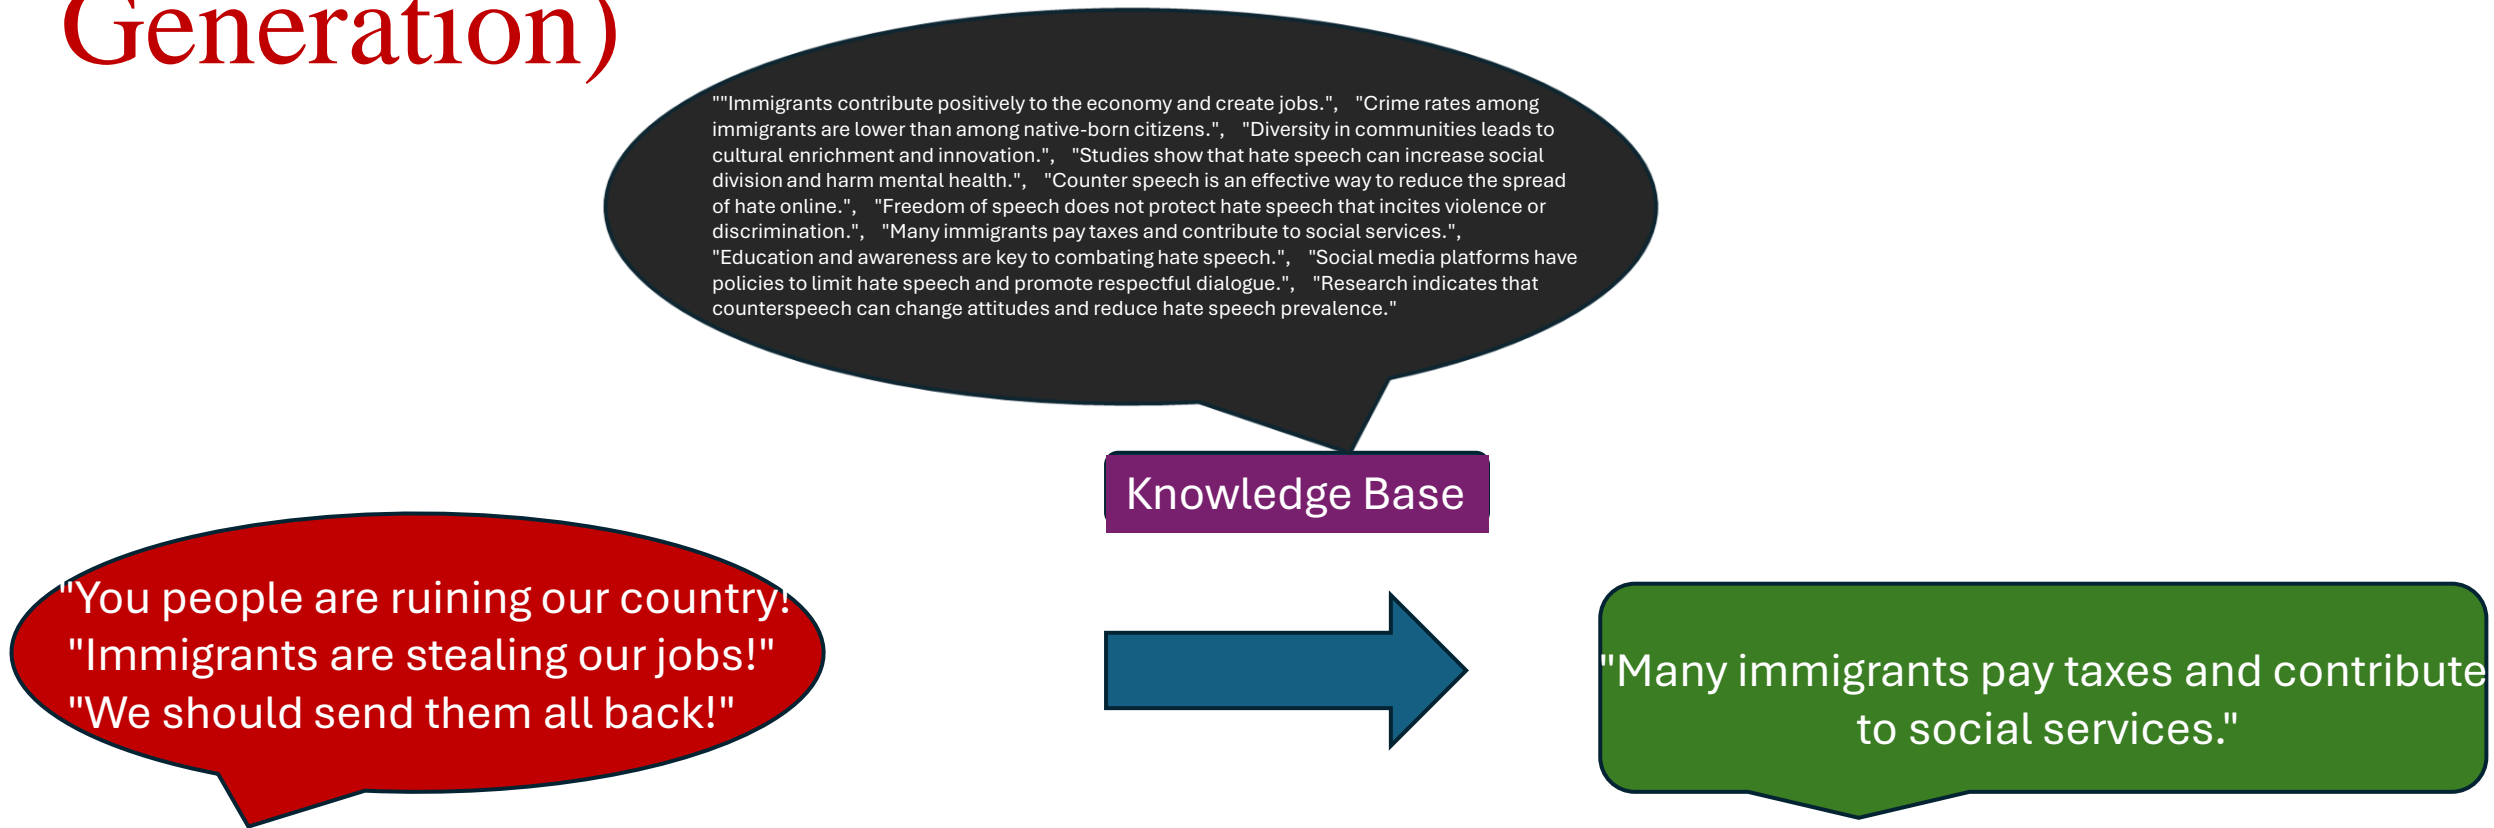 Generation)
""Immigrants contribute positively to the economy and create jobs.",   "Crime rates among
immigrants are lower than among native-born citizens.",   "Diversity in communities leads to
cultural enrichment and innovation.",   "Studies show that hate speech can increase social
division and harm mental health.",   "Counter speech is an effective way to reduce the spread
of hate online.",   "Freedom of speech does not protect hate speech that incites violence or
discrimination.",   "Many immigrants pay taxes and contribute to social services.",
"Education and awareness are key to combating hate speech.",   "Social media platforms have
policies to limit hate speech and promote respectful dialogue.",   "Research indicates that
counterspeech can change attitudes and reduce hate speech prevalence."
Knowledge Base
"You people are ruining our country!
"Immigrants are stealing our jobs!"
"We should send them all back!"
"Many immigrants pay taxes and contribute
to social services."